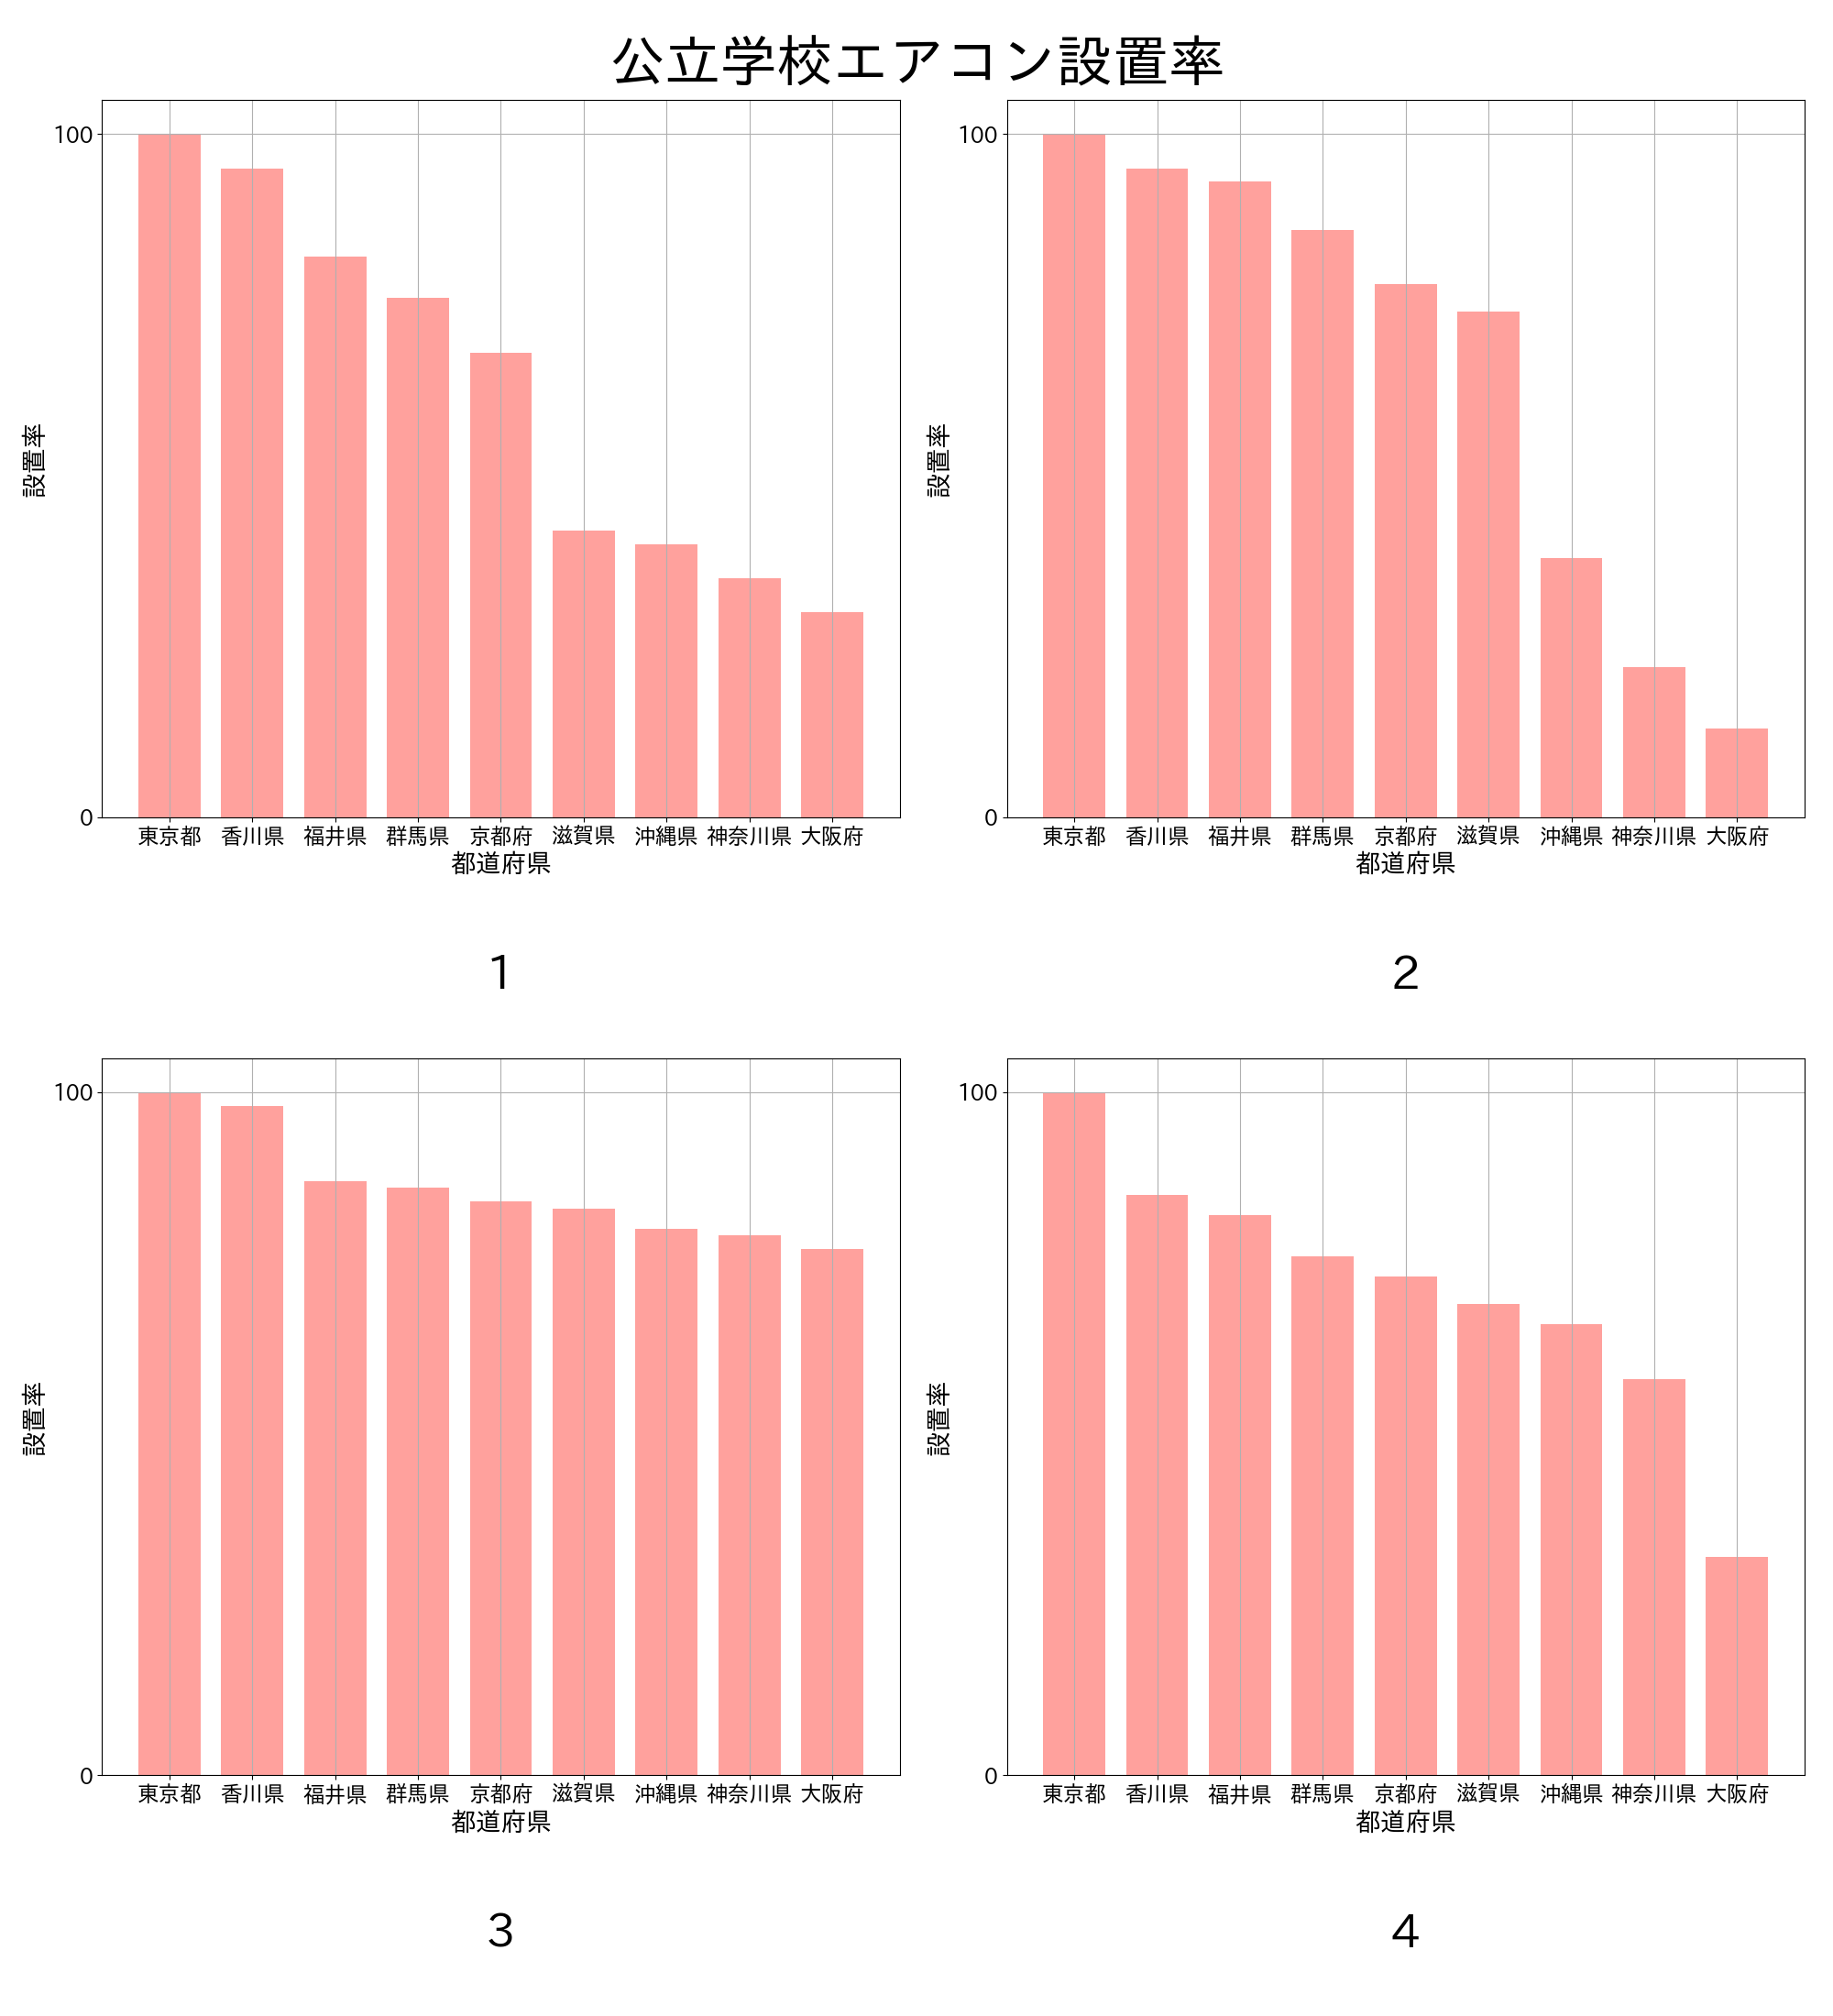 公立学校エアコン設置率
100
0
設置率
東京都 香川県 福井県 群馬県 京都府 滋賀県 沖縄県 神奈川県 大阪府
都道府県
1
100
0
設置率
東京都 香川県 福井県 群馬県 京都府 滋賀県 沖縄県 神奈川県 大阪府
都道府県
2
100
0
設置率
東京都 香川県 福井県 群馬県 京都府 滋賀県 沖縄県 神奈川県 大阪府
都道府県
3
100
0
設置率
東京都 香川県 福井県 群馬県 京都府 滋賀県 沖縄県 神奈川県 大阪府
都道府県
4